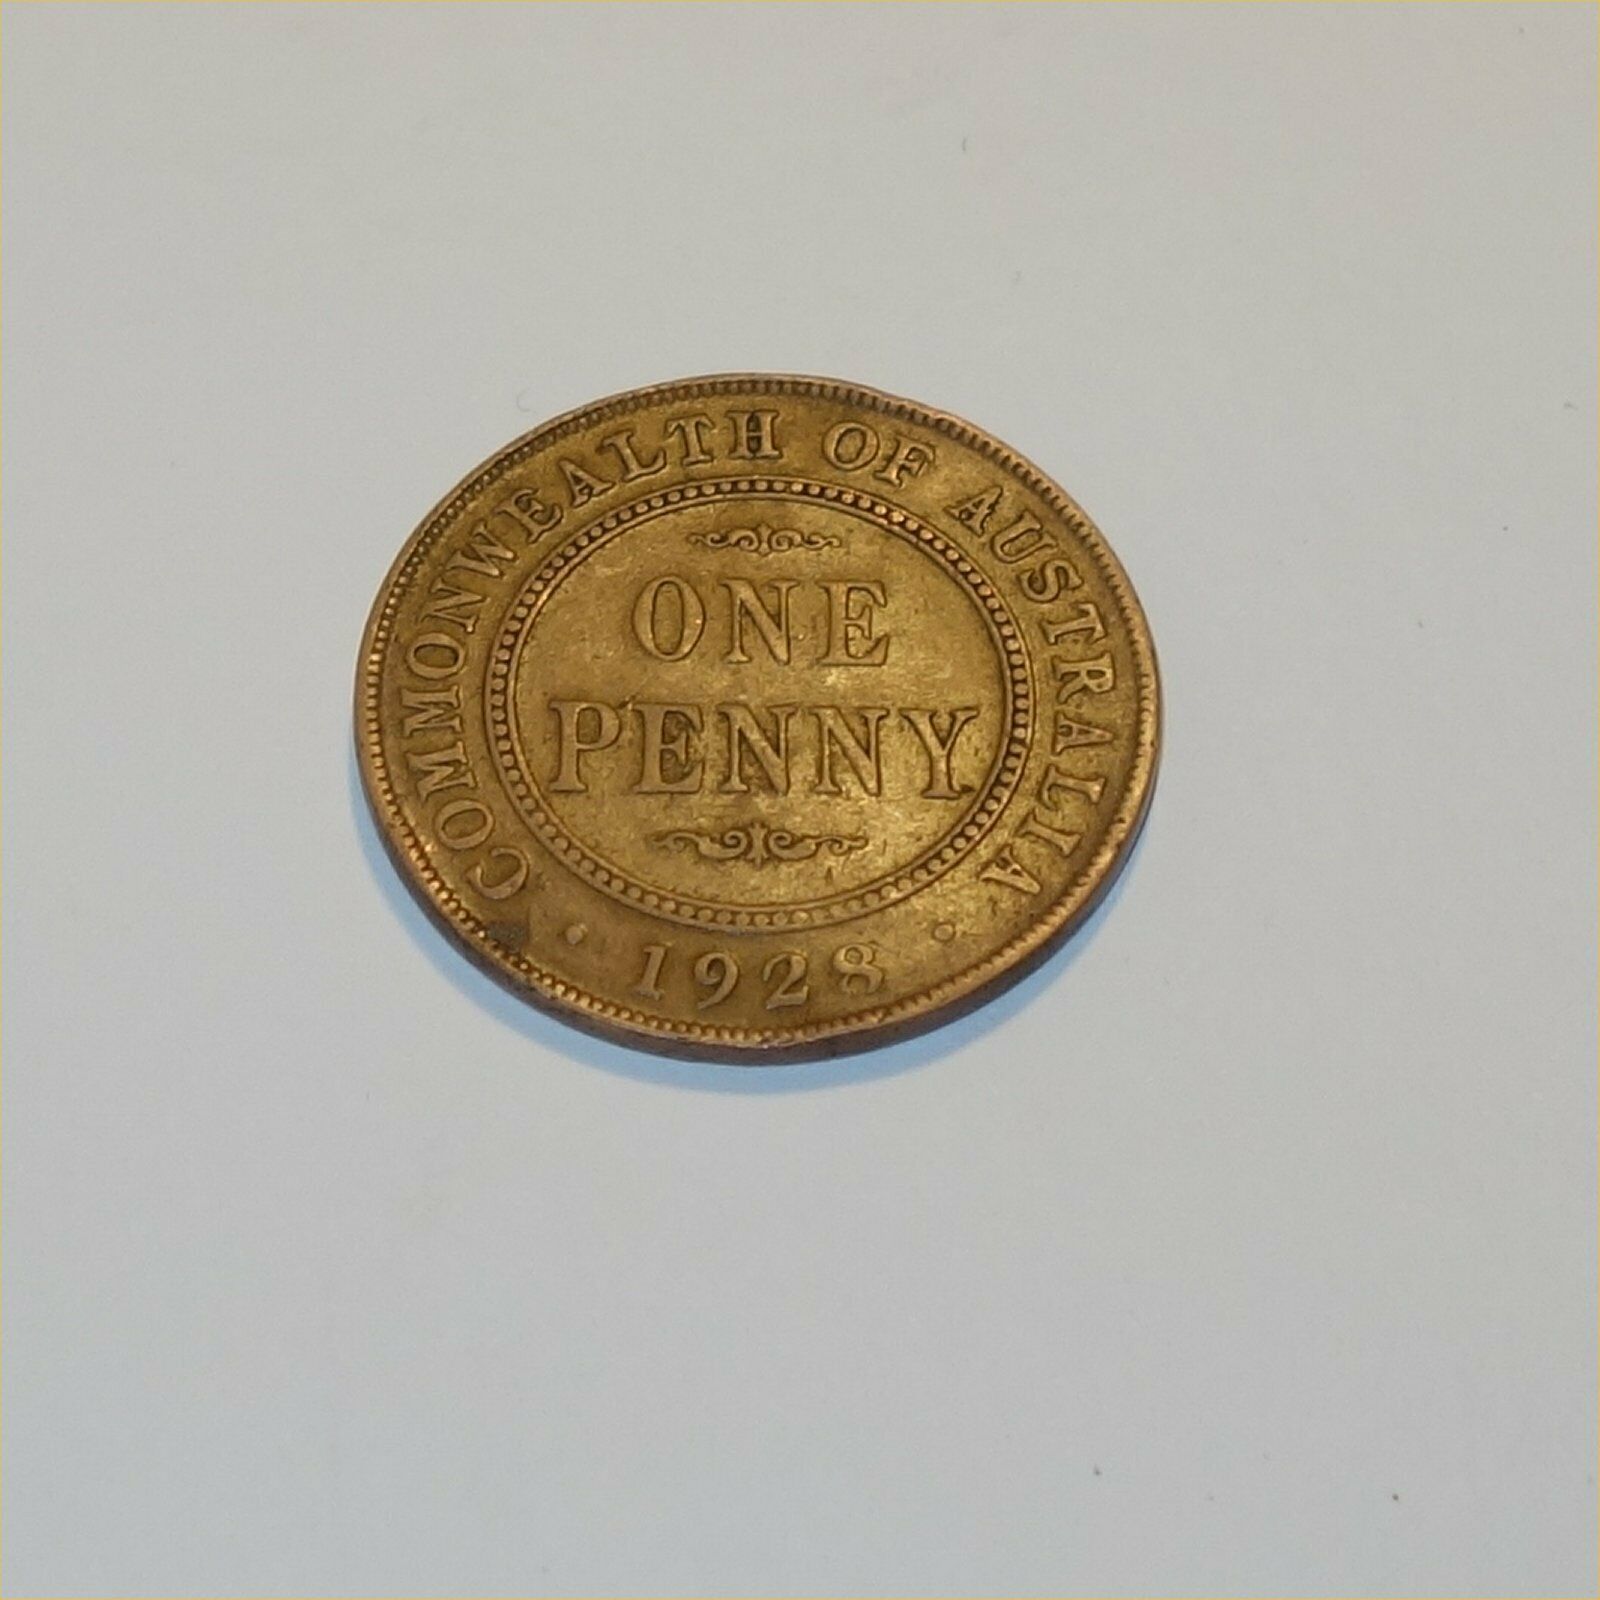 COMMONWEALTH OF AUSTRALIA
ONE
PENNY
· 1928 ·